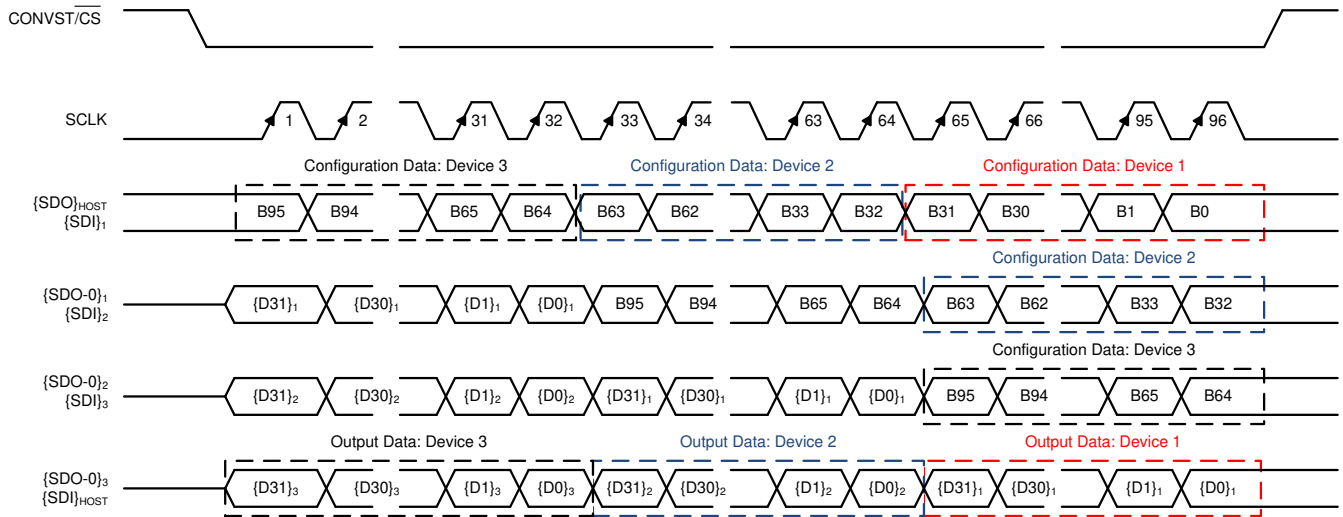 CONVST/CS
SCLK
1 2 31 32 33 34 63 64 65 66 95 96
Configuration Data: Device 3 Configuration Data: Device 2 Configuration Data: Device 1
{SDO}HOST
{SDI}1
B95 B94 B65 B64 B63 B62 B33 B32 B31 B30 B1 B0
Configuration Data: Device 2
{SDO-0}1
{SDI}2
{D31}1 {D30}1 {D1}1 {D0}1 B95 B94 B65 B64 B63 B62 B33 B32
Configuration Data: Device 3
{SDO-0}2
{SDI}3
{D31}2 {D30}2 {D1}2 {D0}2 {D31}1 {D30}1 {D1}1 {D0}1 B95 B94 B65 B64
Output Data: Device 3 Output Data: Device 2 Output Data: Device 1
{SDO-0}3
{SDI}HOST
{D31}3 {D30}3 {D1}3 {D0}3 {D31}2 {D30}2 {D1}2 {D0}2 {D31}1 {D30}1 {D1}1 {D0}1